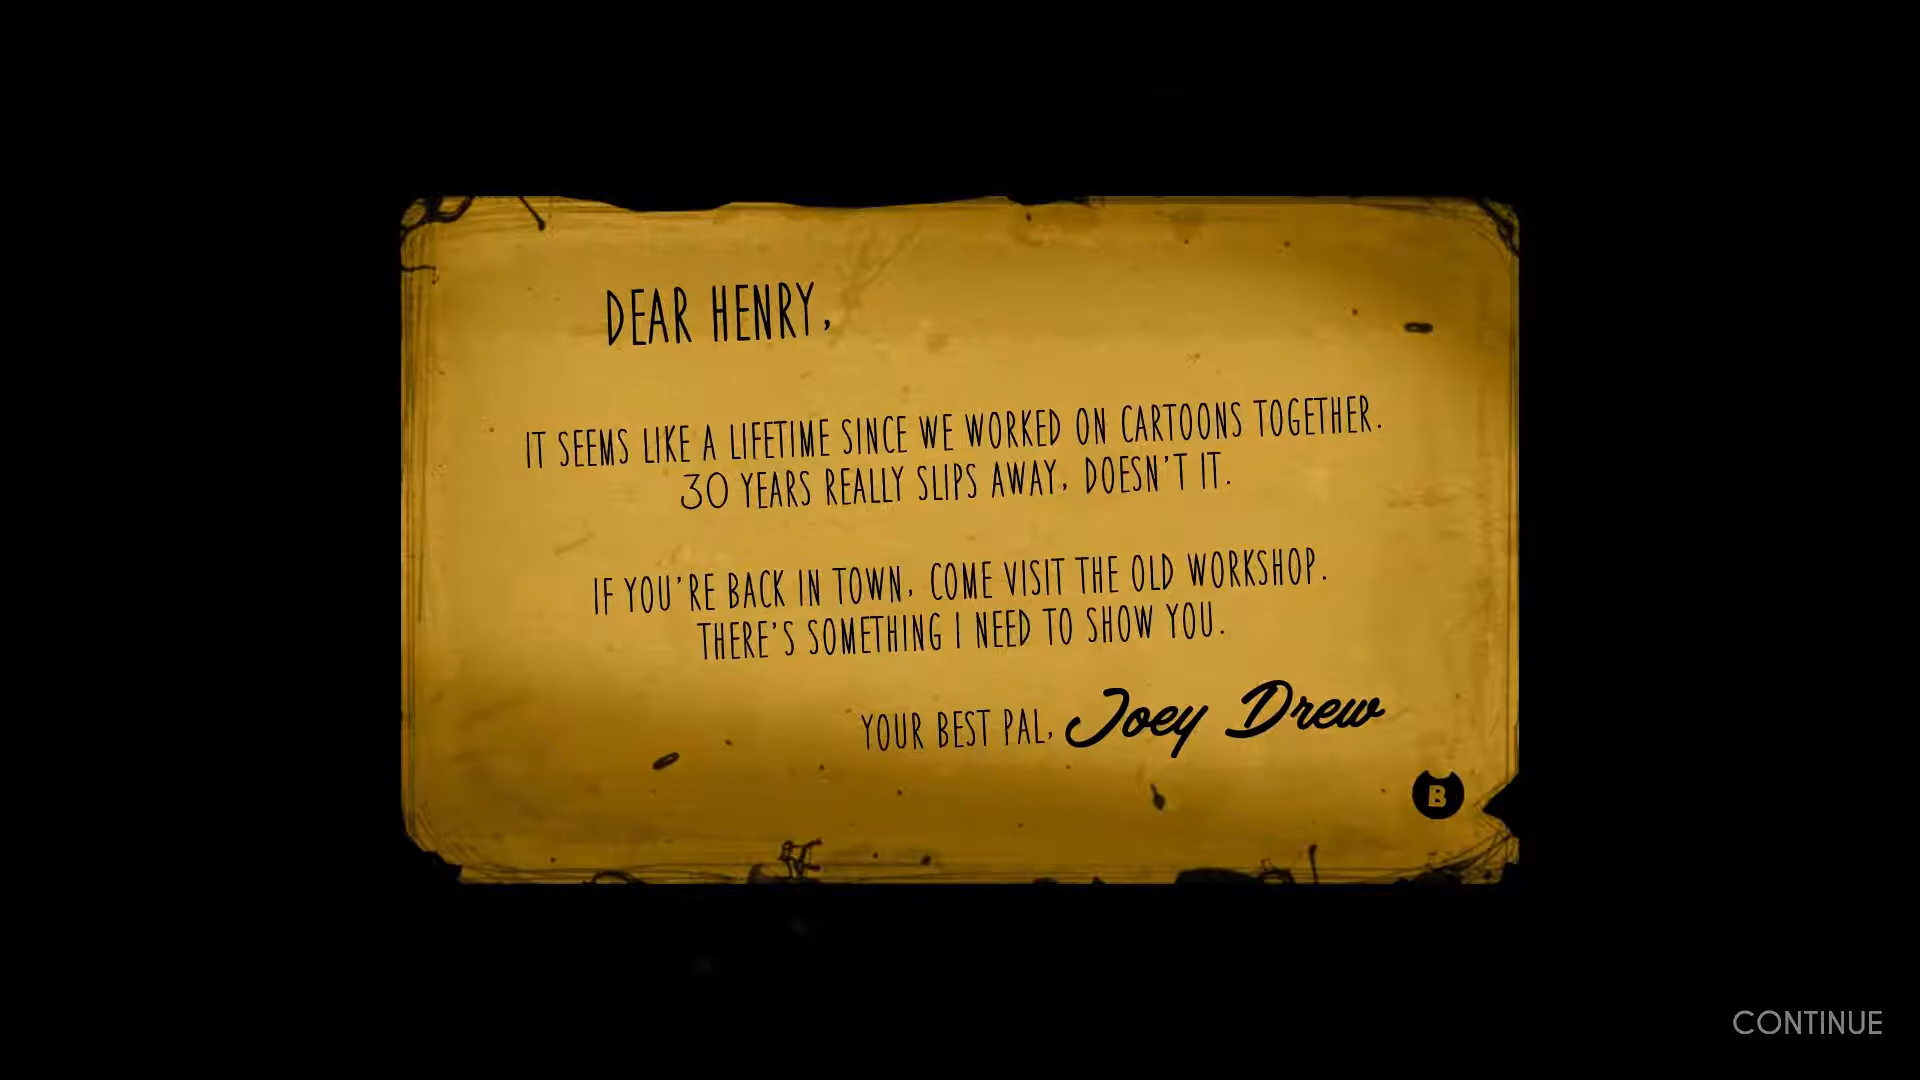 DEAR HENRY,
IT SEEMS LIKE A LIFETIME SINCE WE WORKED ON CARTOONS TOGETHER.
30 YEARS REALLY SLIPS AWAY, DOESN'T IT.
IF YOU'RE BACK IN TOWN, COME VISIT THE OLD WORKSHOP.
THERE'S SOMETHING I NEED TO SHOW YOU.
YOUR BEST PAL, Joey Drew
B
CONTINUE